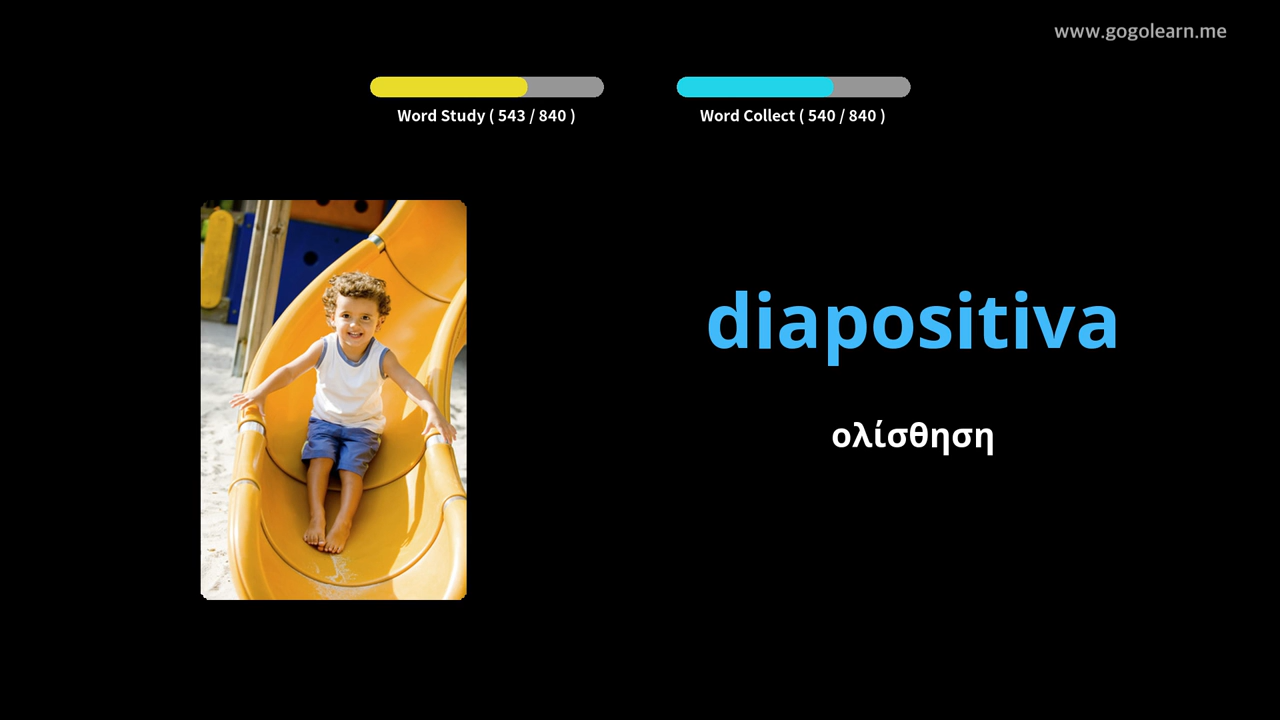 www.gogolearn.me
Word Study ( 543 / 840 )
Word Collect ( 540 / 840 )
diapositiva
ολίσθηση